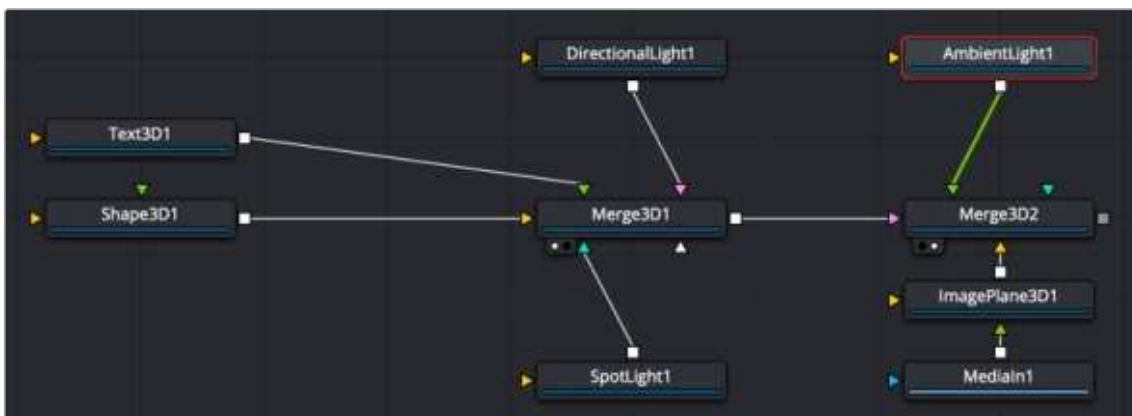 DirectionalLight1
AmbientLight1
Text3D1
Shape3D1
Merge3D1
Merge3D2
ImagePlane3D1
SpotLight1
MediaIn1